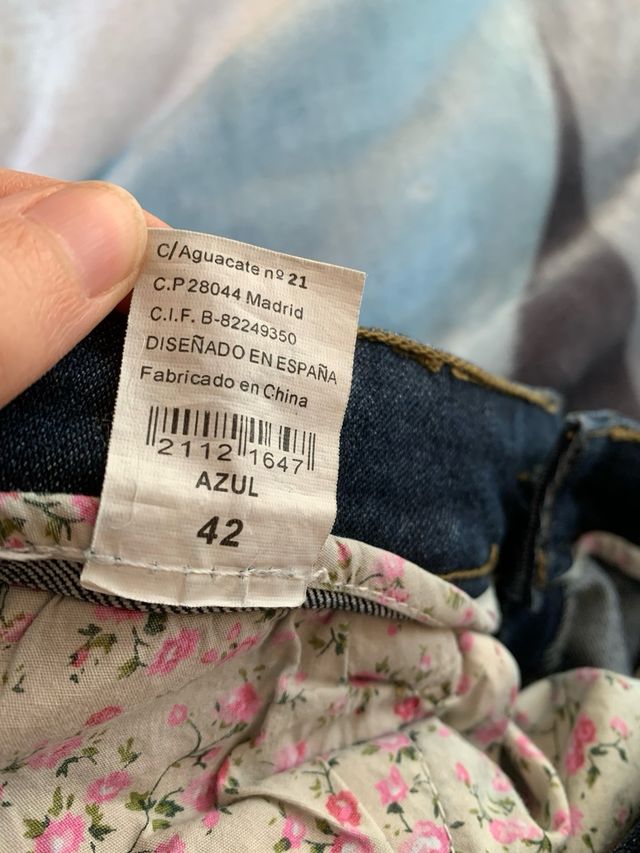 C/Aguacate nº 21
C.P 28044 Madrid
C.I.F. B-82249350
DISEÑADO EN ESPAÑA
Fabricado en China
2112 1647
AZUL
42